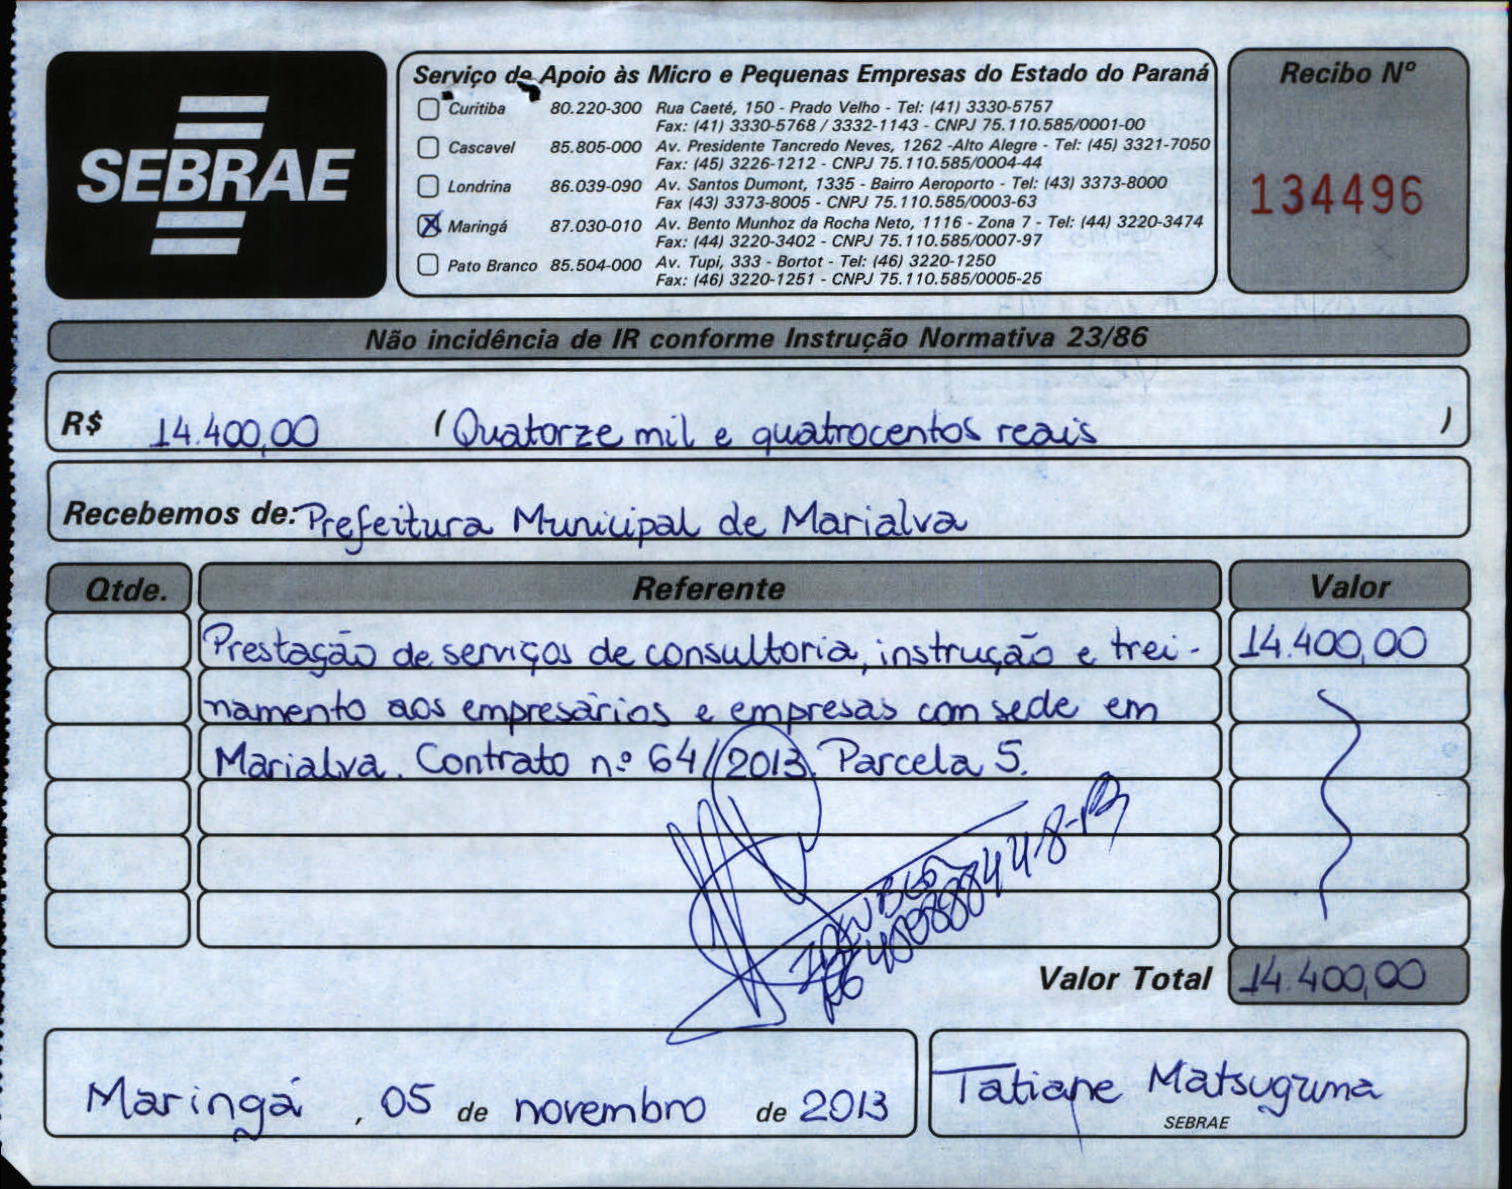 SEBRAE
Serviço de Apoio às Micro e Pequenas Empresas do Estado do Paraná
Curitiba 80.220-300 Rua Caeté, 150 - Prado Velho - Tel: (41) 3330-5757
Fax: (41) 3330-5768 / 3332-1143 - CNPJ 75.110.585/0001-00
Cascavel 85.805-000 Av. Presidente Tancredo Neves, 1262 -Alto Alegre - Tel: (45) 3321-7050
Fax: (45) 3226-1212 - CNPJ 75.110.585/0004-44
Londrina 86.039-090 Av. Santos Dumont, 1335 - Bairro Aeroporto - Tel: (43) 3373-8000
Fax (43) 3373-8005 - CNPJ 75.110.585/0003-63
Maringá 87.030-010 Av. Bento Munhoz da Rocha Neto, 1116 - Zona 7 - Tel: (44) 3220-3474
Fax: (44) 3220-3402 - CNPJ 75.110.585/0007-97
Pato Branco 85.504-000 Av. Tupi, 333 - Bortot - Tel: (46) 3220-1250
Fax: (46) 3220-1251 - CNPJ 75.110.585/0005-25
Recibo Nº
134496
Não incidência de IR conforme Instrução Normativa 23/86
R$ 14.400,00 (Quatorze mil e quatrocentos reais )
Recebemos de: Prefeitura Municipal de Marialva
Qtde. Referente Valor
Prestação de serviços de consultoria, instrução e trei- 14.400,00
namento aos empresários e empresas com sede em
Marialva. Contrato nº 64/2013. Parcela 5.
Valor Total 14.400,00
Maringá, 05 de novembro de 2013
Tatiane Matsuguma
SEBRAE